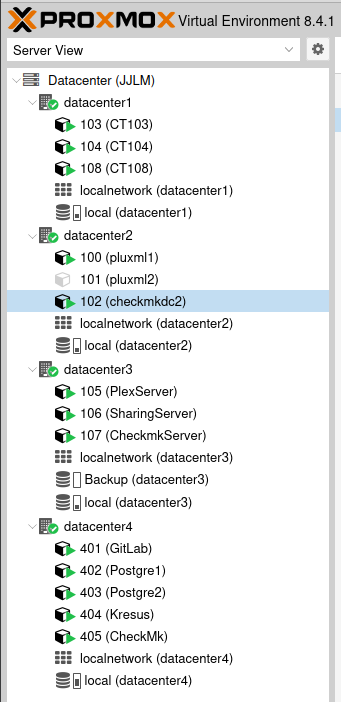 PROXMOX Virtual Environment 8.4.1
Server View
Datacenter (JJLM)
datacenter1
103 (CT103)
104 (CT104)
108 (CT108)
localnetwork (datacenter1)
local (datacenter1)
datacenter2
100 (pluxml1)
101 (pluxml2)
102 (checkmkdc2)
localnetwork (datacenter2)
local (datacenter2)
datacenter3
105 (PlexServer)
106 (SharingServer)
107 (CheckmkServer)
localnetwork (datacenter3)
Backup (datacenter3)
local (datacenter3)
datacenter4
401 (GitLab)
402 (Postgre1)
403 (Postgre2)
404 (Kresus)
405 (CheckMk)
localnetwork (datacenter4)
local (datacenter4)